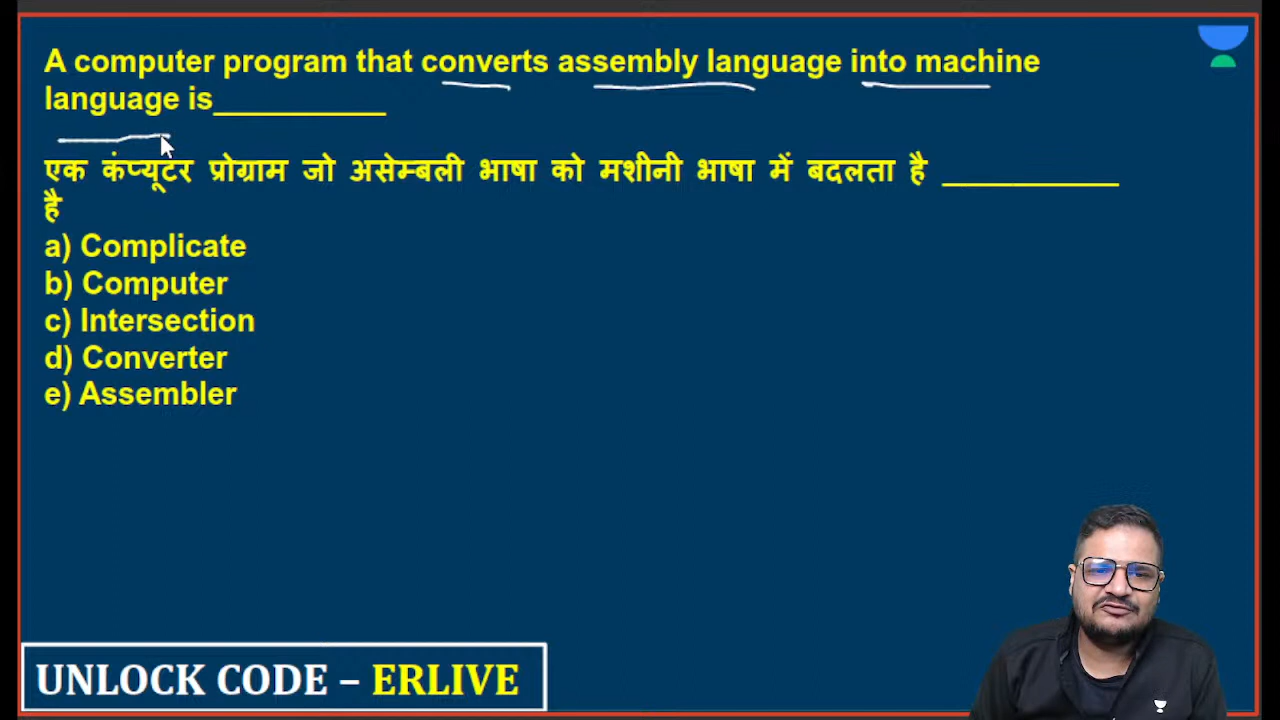 A computer program that converts assembly language into machine
language is__________
एक कंप्यूटर प्रोग्राम जो असेम्बली भाषा को मशीनी भाषा में बदलता है ___________
है
a) Complicate
b) Computer
c) Intersection
d) Converter
e) Assembler
UNLOCK CODE – ERLIVE